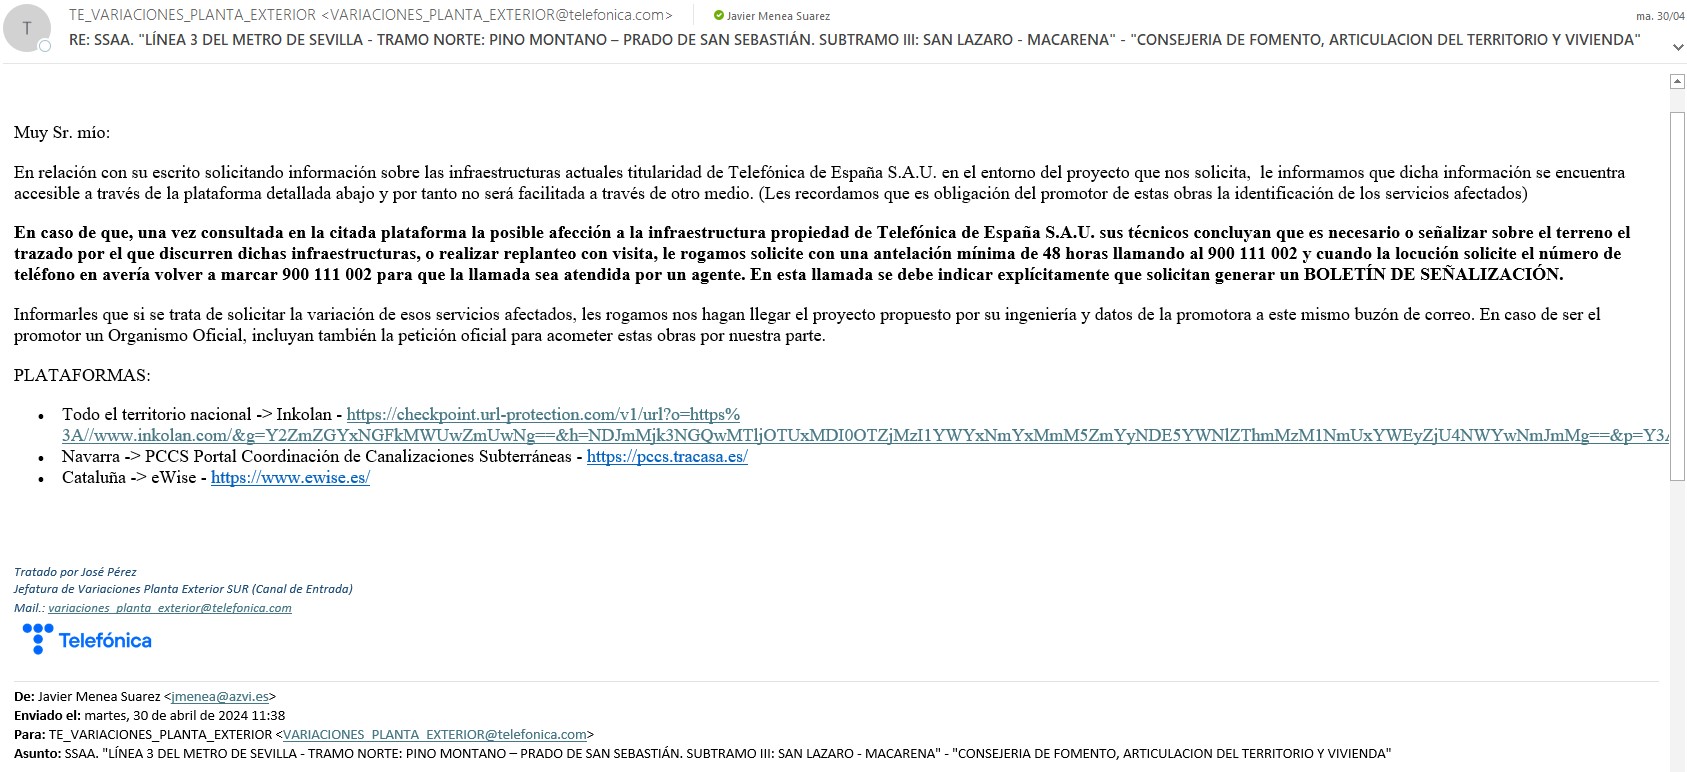 T
TE_VARIACIONES_PLANTA_EXTERIOR <VARIACIONES_PLANTA_EXTERIOR@telefonica.com>
Javier Menea Suarez
ma. 30/04
RE: SSAA. "LÍNEA 3 DEL METRO DE SEVILLA - TRAMO NORTE: PINO MONTANO – PRADO DE SAN SEBASTIÁN. SUBTRAMO III: SAN LAZARO - MACARENA" - "CONSEJERIA DE FOMENTO, ARTICULACION DEL TERRITORIO Y VIVIENDA"
Muy Sr. mío:
En relación con su escrito solicitando información sobre las infraestructuras actuales titularidad de Telefónica de España S.A.U. en el entorno del proyecto que nos solicita,  le informamos que dicha información se encuentra
accesible a través de la plataforma detallada abajo y por tanto no será facilitada a través de otro medio. (Les recordamos que es obligación del promotor de estas obras la identificación de los servicios afectados)
En caso de que, una vez consultada en la citada plataforma la posible afección a la infraestructura propiedad de Telefónica de España S.A.U. sus técnicos concluyan que es necesario o señalizar sobre el terreno el
trazado por el que discurren dichas infraestructuras, o realizar replanteo con visita, le rogamos solicite con una antelación mínima de 48 horas llamando al 900 111 002 y cuando la locución solicite el número de
teléfono en avería volver a marcar 900 111 002 para que la llamada sea atendida por un agente. En esta llamada se debe indicar explícitamente que solicitan generar un BOLETÍN DE SEÑALIZACIÓN.
Informarles que si se trata de solicitar la variación de esos servicios afectados, les rogamos nos hagan llegar el proyecto propuesto por su ingeniería y datos de la promotora a este mismo buzón de correo. En caso de ser el
promotor un Organismo Oficial, incluyan también la petición oficial para acometer estas obras por nuestra parte.
PLATAFORMAS:
• Todo el territorio nacional -> Inkolan - https://checkpoint.url-protection.com/v1/url?o=https%
3A//www.inkolan.com/&g=Y2ZmZGYxNGFkMWUwZmUwNg==&h=NDJmMjk3NGQwMTljOTUxMDI0OTZjMzI1YWYxNmYxMmM5ZmYyNDE5YWNlZThmMzM1NmUxYWEyZjU4NWYwNmJmMg==&p=Y3A
• Navarra -> PCCS Portal Coordinación de Canalizaciones Subterráneas - https://pccs.tracasa.es/
• Cataluña -> eWise - https://www.ewise.es/
Tratado por José Pérez
Jefatura de Variaciones Planta Exterior SUR (Canal de Entrada)
Mail.: variaciones_planta_exterior@telefonica.com
Telefónica
De: Javier Menea Suarez <jmenea@azvi.es>
Enviado el: martes, 30 de abril de 2024 11:38
Para: TE_VARIACIONES_PLANTA_EXTERIOR <VARIACIONES_PLANTA_EXTERIOR@telefonica.com>
Asunto: SSAA. "LÍNEA 3 DEL METRO DE SEVILLA - TRAMO NORTE: PINO MONTANO – PRADO DE SAN SEBASTIÁN. SUBTRAMO III: SAN LAZARO - MACARENA" - "CONSEJERIA DE FOMENTO, ARTICULACION DEL TERRITORIO Y VIVIENDA"